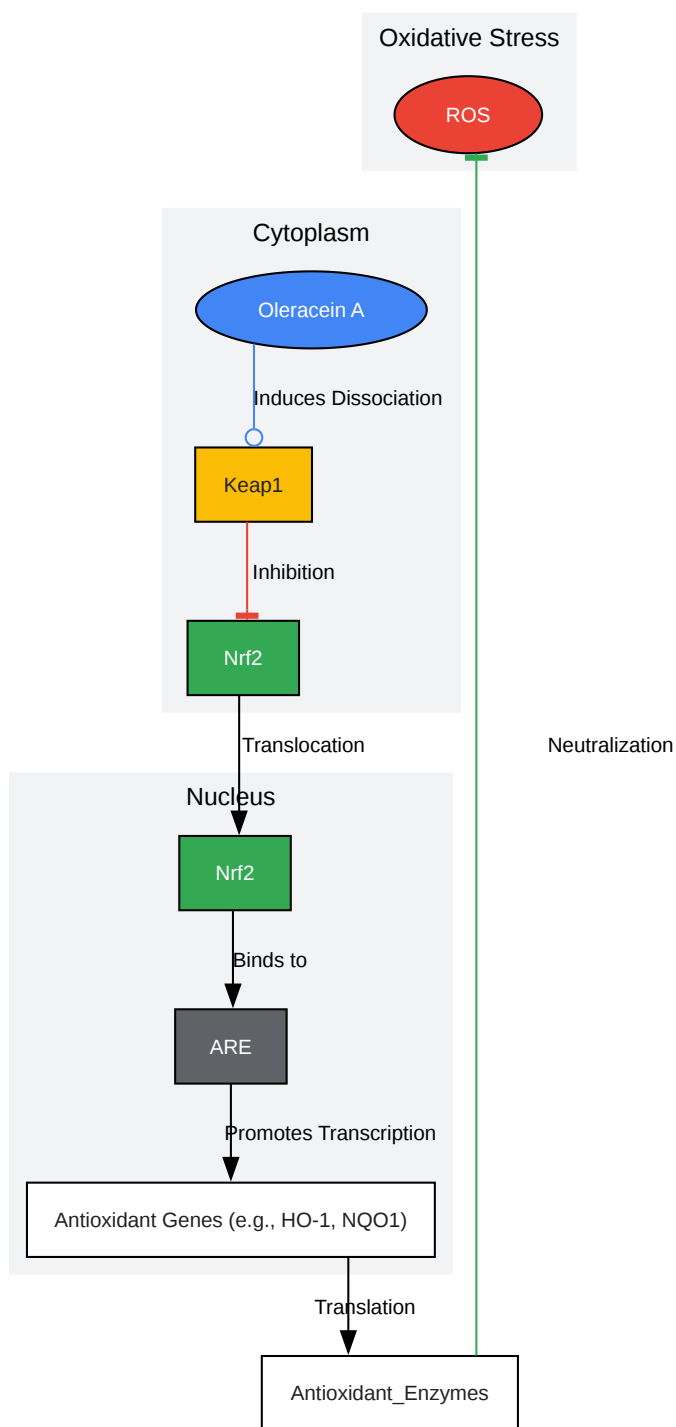 Oxidative Stress
ROS
Cytoplasm
Oleracein A
Induces Dissociation
Keap1
Inhibition
Nrf2
Translocation
Neutralization
Nucleus
Nrf2
Binds to
ARE
Promotes Transcription
Antioxidant Genes (e.g., HO-1, NQO1)
Translation
Antioxidant_Enzymes